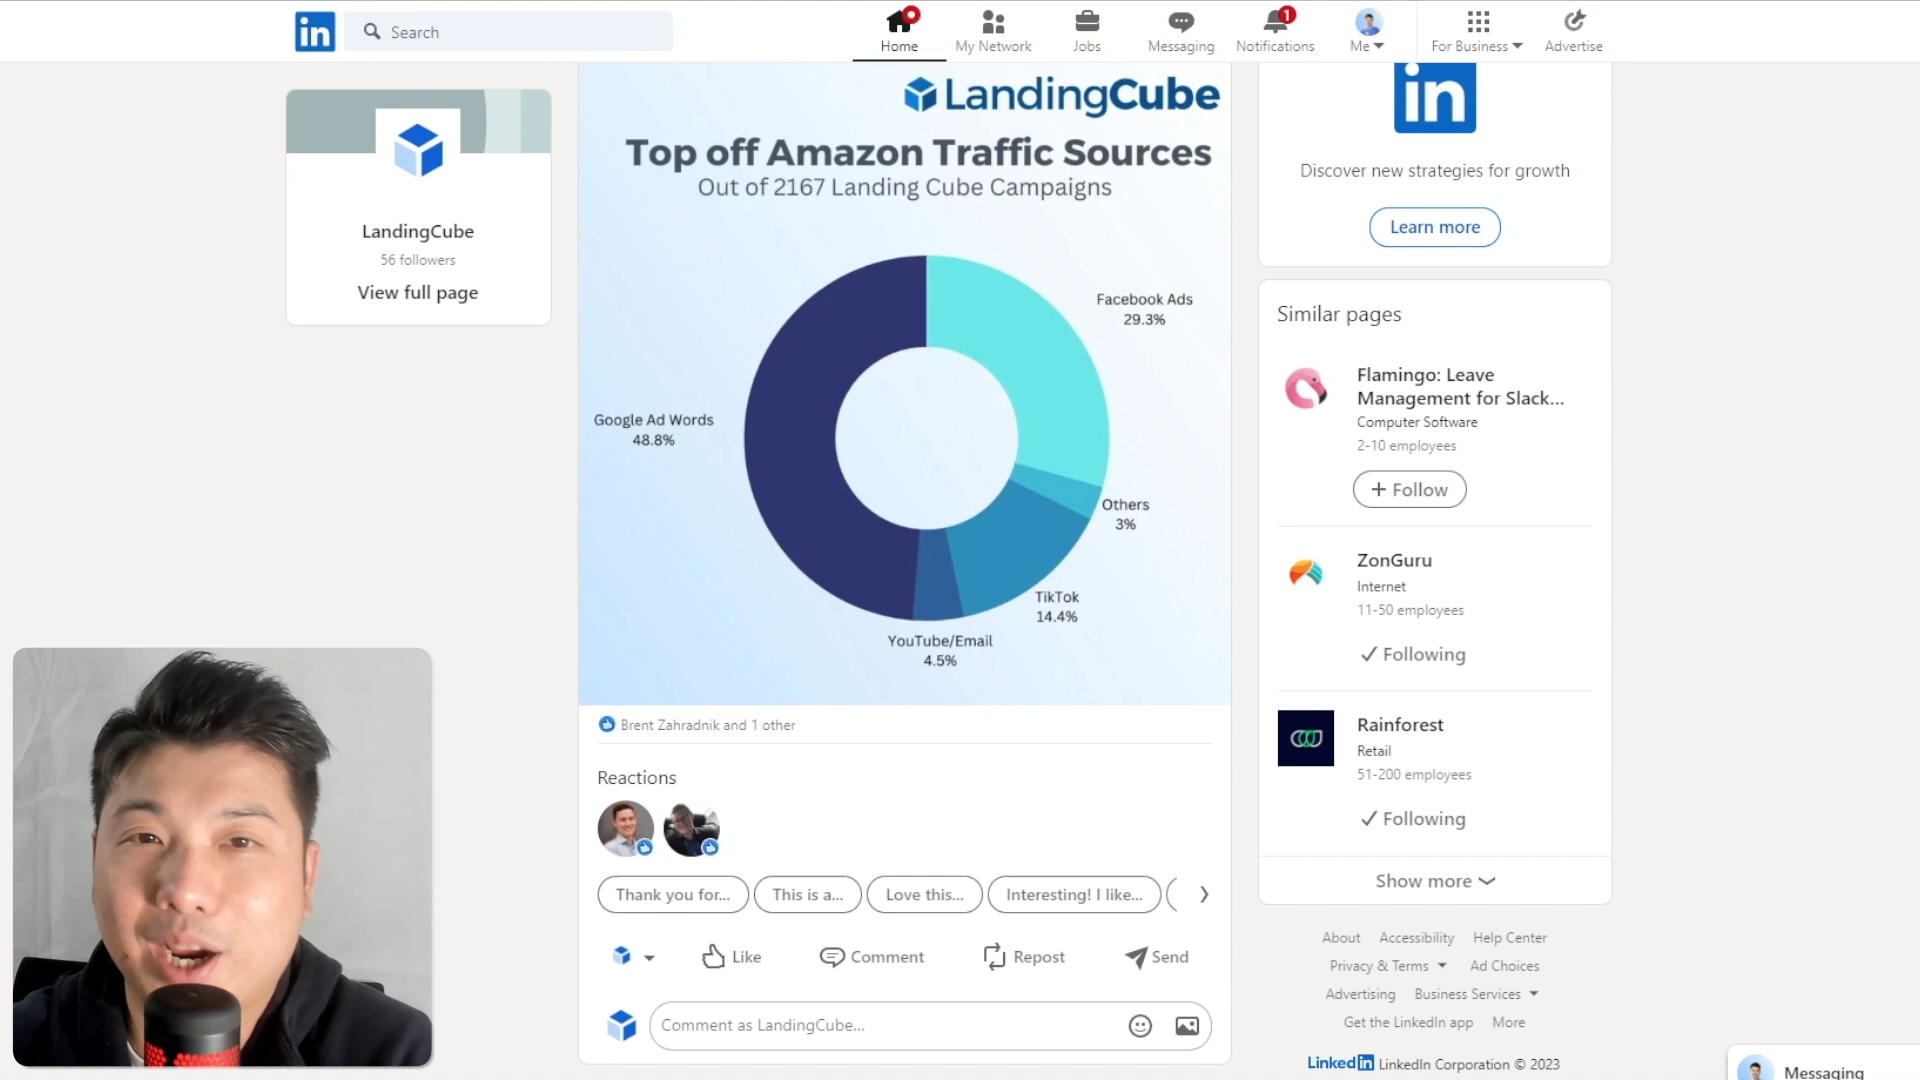 in
Search
Home
My Network
Jobs
Messaging
1
Notifications
Me
For Business
Advertise
LandingCube
56 followers
View full page
LandingCube
Top off Amazon Traffic Sources
Out of 2167 Landing Cube Campaigns
Facebook Ads
29.3%
Google Ad Words
48.8%
Others
3%
TikTok
14.4%
YouTube/Email
4.5%
Brent Zahradnik and 1 other
Reactions
Thank you for...
This is a...
Love this...
Interesting! I like...
Like
Comment
Repost
Send
Comment as LandingCube...
in
Discover new strategies for growth
Learn more
Similar pages
Flamingo: Leave
Management for Slack...
Computer Software
2-10 employees
+ Follow
ZonGuru
Internet
11-50 employees
Following
Rainforest
Retail
51-200 employees
Following
Show more
About Accessibility Help Center
Privacy & Terms Ad Choices
Advertising Business Services
Get the LinkedIn app More
Linkedin LinkedIn Corporation © 2023
Messaging